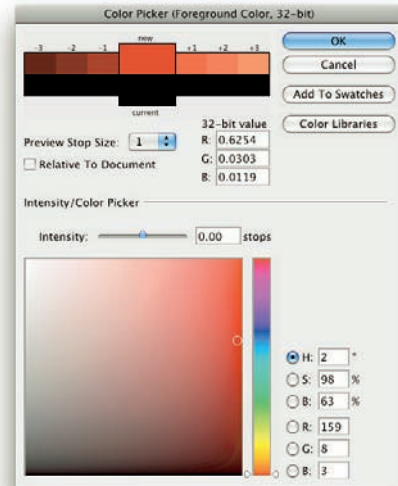 Color Picker (Foreground Color, 32-bit)
new
-3 -2 -1 +1 +2 +3
current
OK
Cancel
Add To Swatches
Color Libraries
Preview Stop Size: 1
Relative To Document
32-bit value
R: 0.6254
G: 0.0303
B: 0.0119
Intensity/Color Picker
Intensity: 0.00 stops
H: 2 °
S: 98 %
B: 63 %
R: 159
G: 8
B: 3